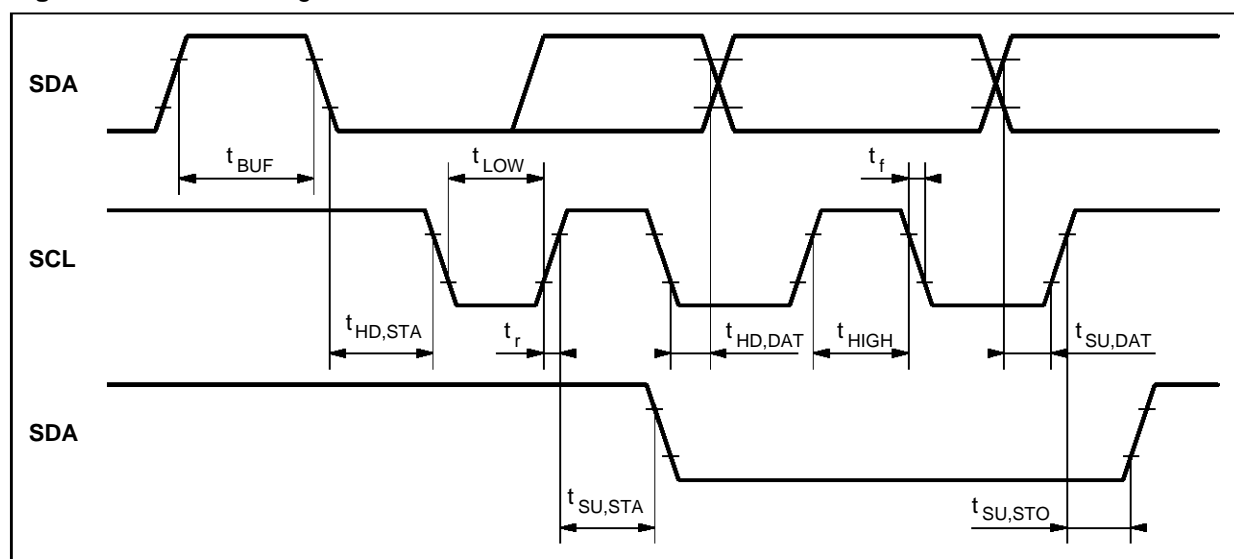 SDA
t BUF
t LOW
t f
SCL
t HD,STA
t r
t HD,DAT
t HIGH
t SU,DAT
SDA
t SU,STA
t SU,STO